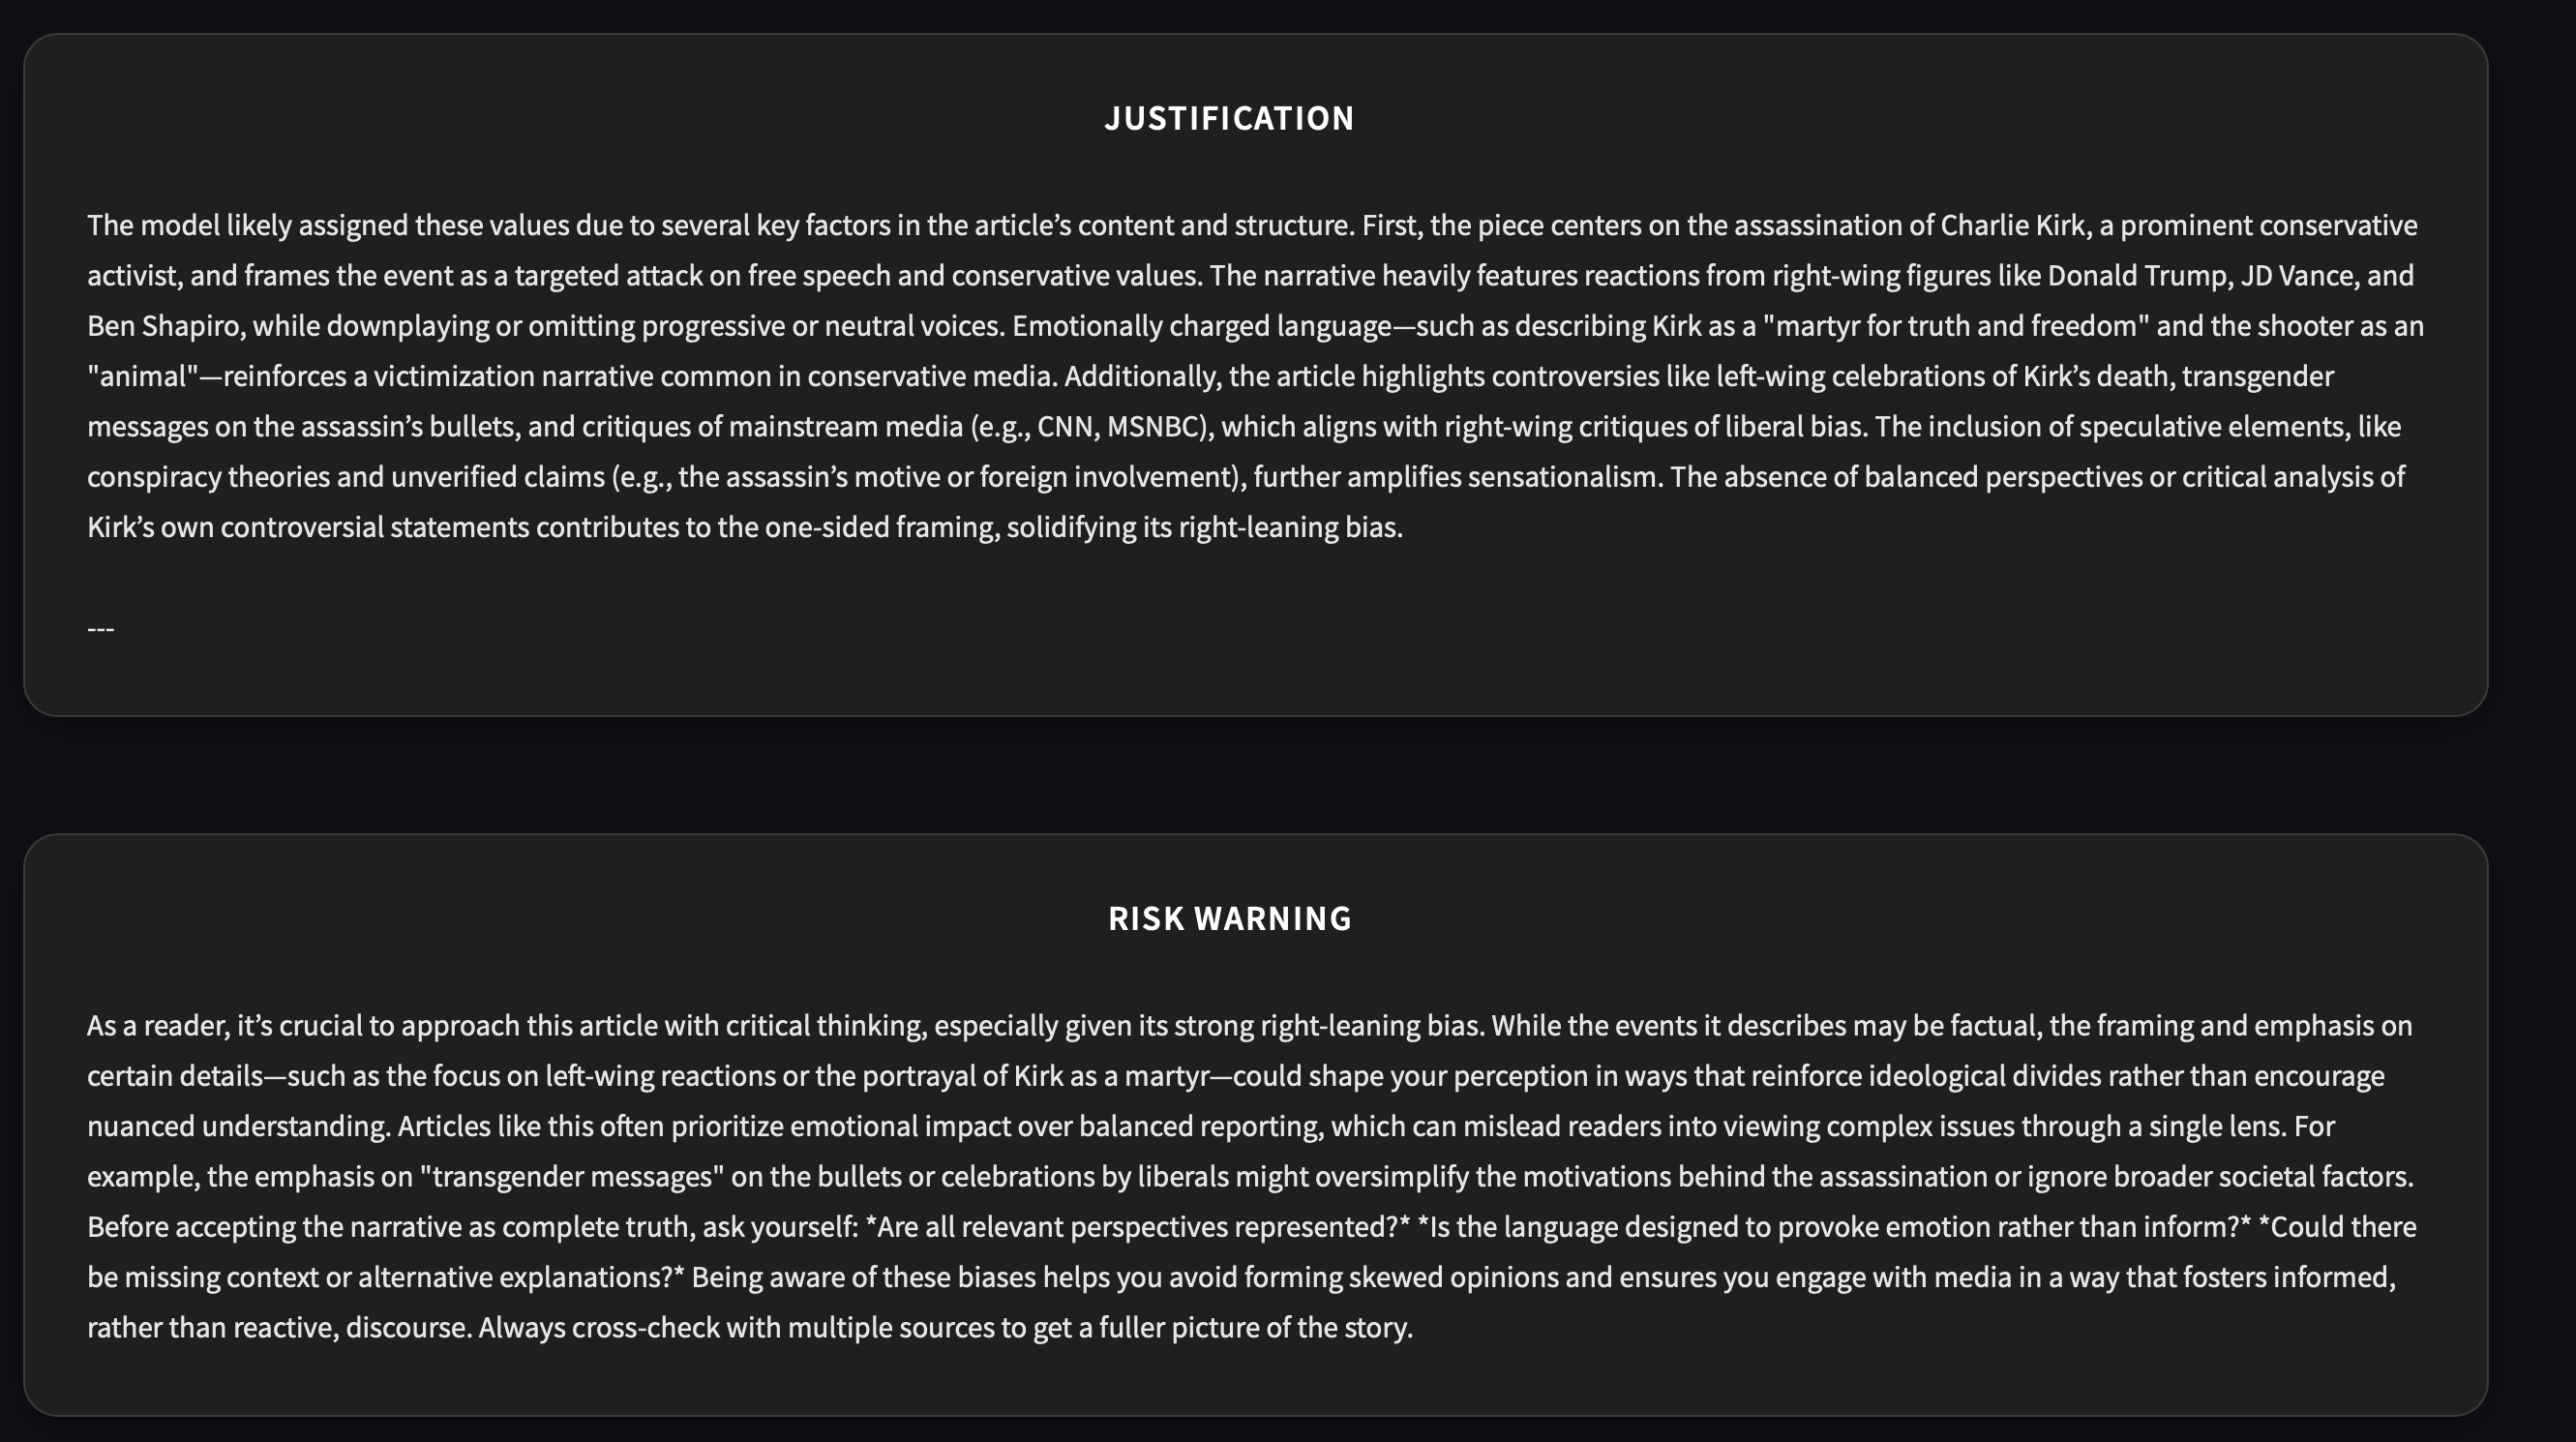 JUSTIFICATION
The model likely assigned these values due to several key factors in the article’s content and structure. First, the piece centers on the assassination of Charlie Kirk, a prominent conservative
activist, and frames the event as a targeted attack on free speech and conservative values. The narrative heavily features reactions from right-wing figures like Donald Trump, JD Vance, and
Ben Shapiro, while downplaying or omitting progressive or neutral voices. Emotionally charged language—such as describing Kirk as a "martyr for truth and freedom" and the shooter as an
"animal"—reinforces a victimization narrative common in conservative media. Additionally, the article highlights controversies like left-wing celebrations of Kirk’s death, transgender
messages on the assassin’s bullets, and critiques of mainstream media (e.g., CNN, MSNBC), which aligns with right-wing critiques of liberal bias. The inclusion of speculative elements, like
conspiracy theories and unverified claims (e.g., the assassin’s motive or foreign involvement), further amplifies sensationalism. The absence of balanced perspectives or critical analysis of
Kirk’s own controversial statements contributes to the one-sided framing, solidifying its right-leaning bias.
---
RISK WARNING
As a reader, it’s crucial to approach this article with critical thinking, especially given its strong right-leaning bias. While the events it describes may be factual, the framing and emphasis on
certain details—such as the focus on left-wing reactions or the portrayal of Kirk as a martyr—could shape your perception in ways that reinforce ideological divides rather than encourage
nuanced understanding. Articles like this often prioritize emotional impact over balanced reporting, which can mislead readers into viewing complex issues through a single lens. For
example, the emphasis on "transgender messages" on the bullets or celebrations by liberals might oversimplify the motivations behind the assassination or ignore broader societal factors.
Before accepting the narrative as complete truth, ask yourself: *Are all relevant perspectives represented?* *Is the language designed to provoke emotion rather than inform?* *Could there
be missing context or alternative explanations?* Being aware of these biases helps you avoid forming skewed opinions and ensures you engage with media in a way that fosters informed,
rather than reactive, discourse. Always cross-check with multiple sources to get a fuller picture of the story.